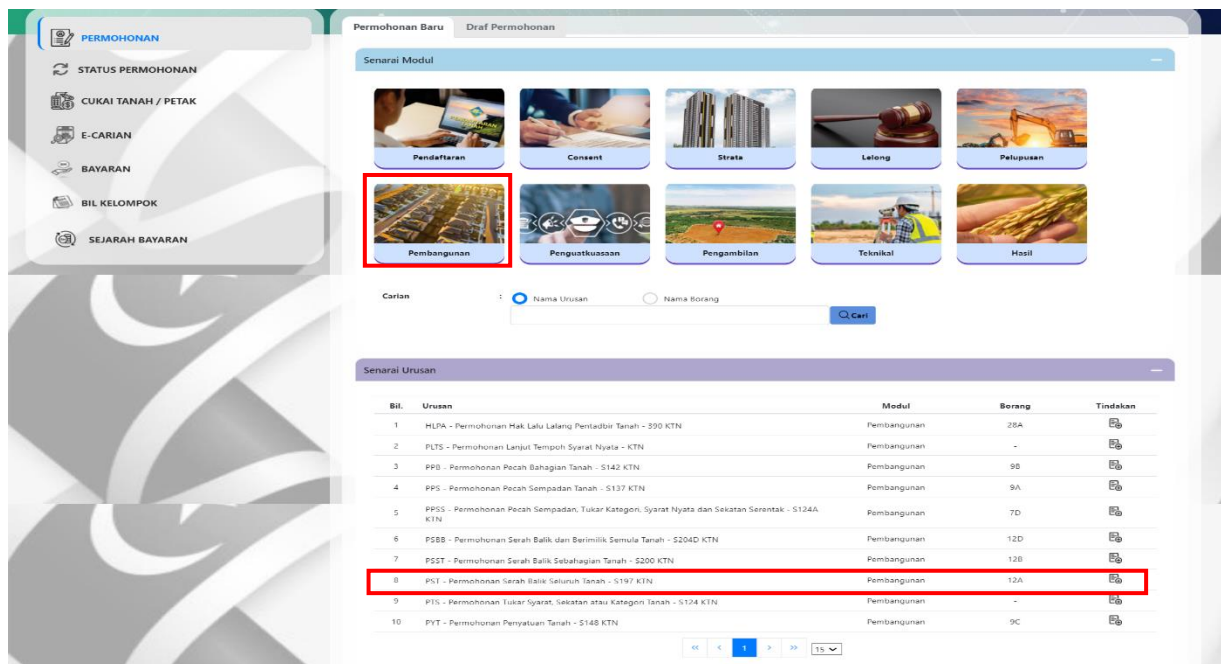 PERMOHONAN
STATUS PERMOHONAN
CUKAI TANAH / PETAK
E-CARIAN
BAYARAN
BIL KELOMPOK
SEJARAH BAYARAN
Permohonan Baru Draf Permohonan
Senarai Modul
Pendaftaran Consent Strata Lelong Pelupusan
Pembangunan Penguatkuasaan Pengambilan Teknikal Hasil
Carian : Nama Urusan Nama Borang
Cari
Senarai Urusan
Bil. Urusan Modul Borang Tindakan
1 HLPA - Permohonan Hak Lalu Lalang Pentadbir Tanah - 390 KTN Pembangunan 28A
2 PLTS - Permohonan Lanjut Tempoh Syarat Nyata - KTN Pembangunan -
3 PPB - Permohonan Pecah Bahagian Tanah - S142 KTN Pembangunan 9B
4 PPS - Permohonan Pecah Sempadan Tanah - S137 KTN Pembangunan 9A
5 PPSS - Permohonan Pecah Sempadan, Tukar Kategori, Syarat Nyata dan Sekatan Serentak - S124A Pembangunan 7D
KTN
6 PSBB - Permohonan Serah Balik dan Berimilik Semula Tanah - S204D KTN Pembangunan 12D
7 PSST - Permohonan Serah Balik Sebahagian Tanah - S200 KTN Pembangunan 12B
8 PST - Permohonan Serah Balik Seluruh Tanah - S197 KTN Pembangunan 12A
9 PTS - Permohonan Tukar Syarat, Sekatan atau Kategori Tanah - S124 KTN Pembangunan -
10 PYT - Permohonan Penyatuan Tanah - S148 KTN Pembangunan 9C
« < 1 > » 15